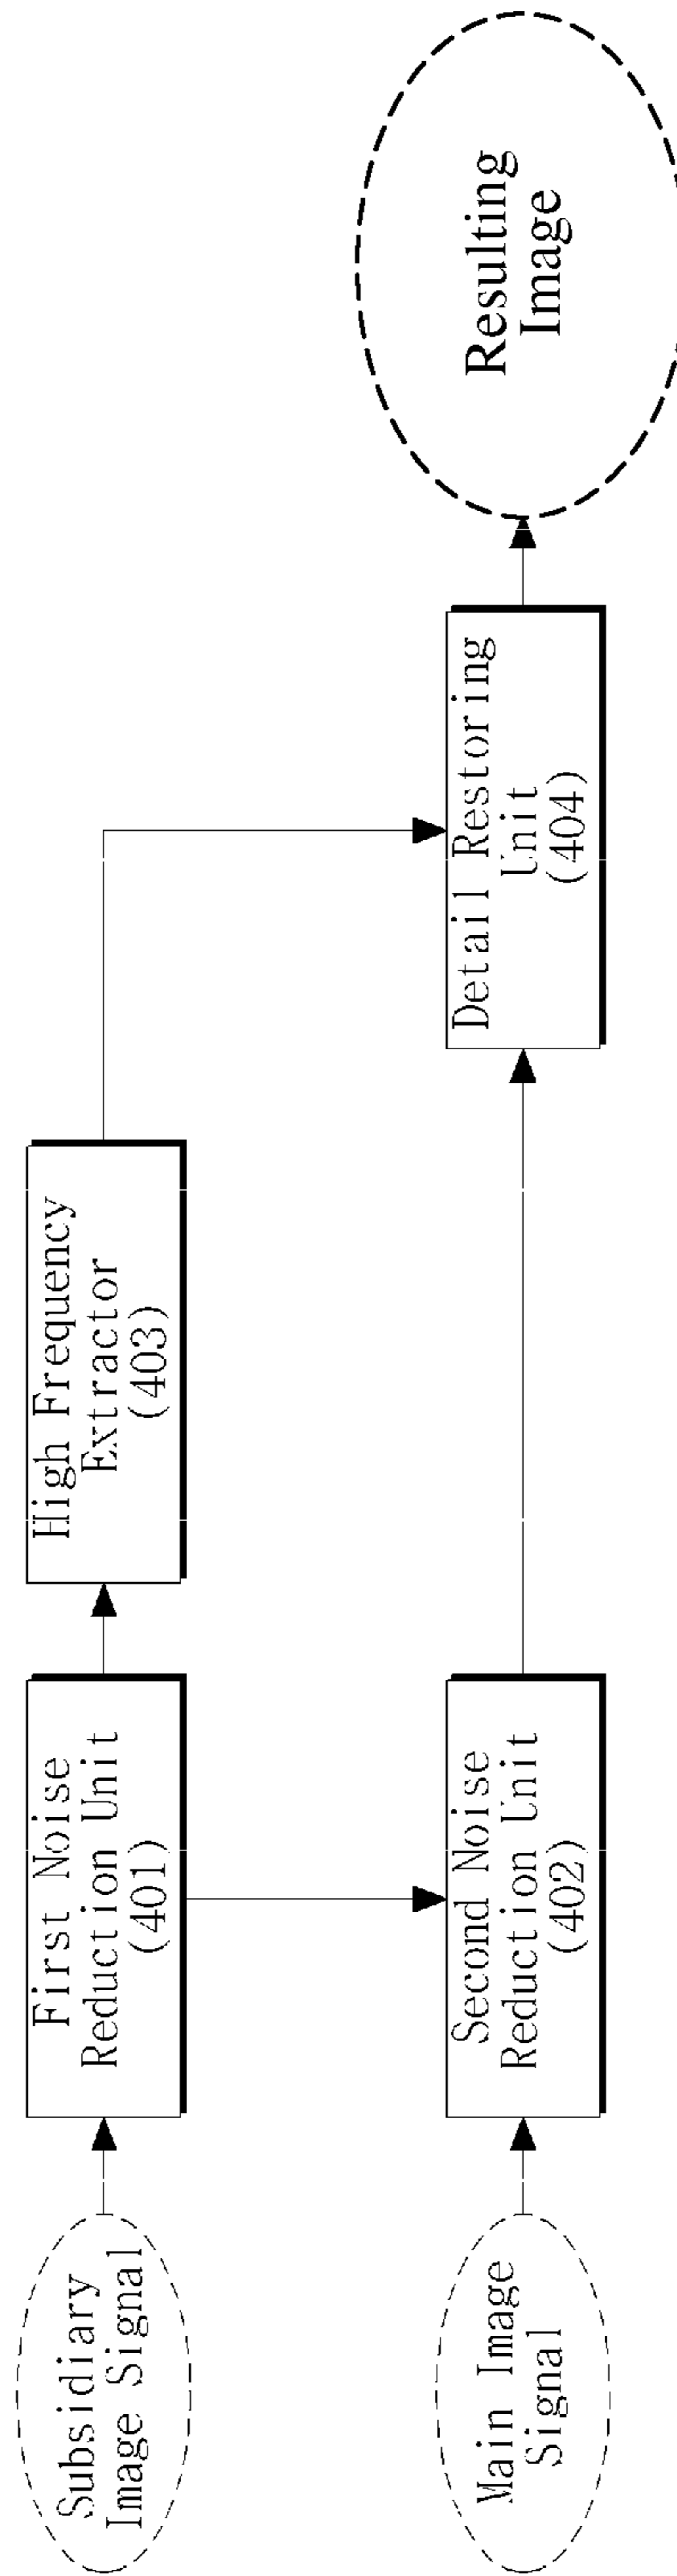 Subsidiary
Image Signal
First Noise
Reduction Unit
(401)
High Frequency
Extractor
(403)
Main Image
Signal
Second Noise
Reduction Unit
(402)
Detail Restoring
Unit
(404)
Resulting
Image